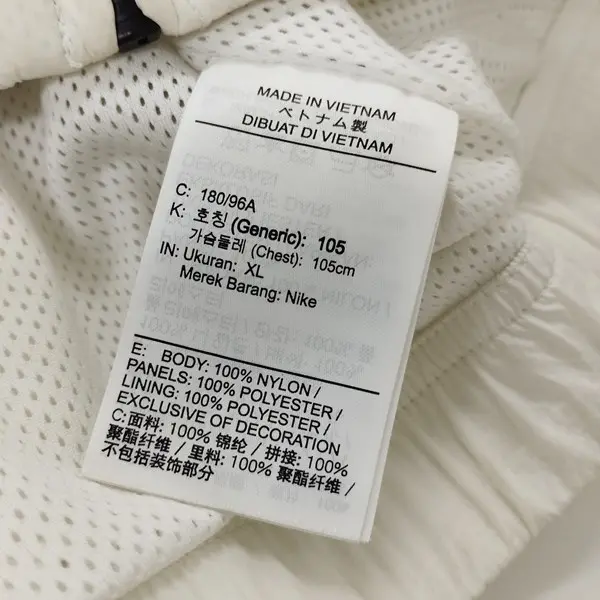 MADE IN VIETNAM
ベトナム製
DIBUAT DI VIETNAM
C: 180/96A
K: 호칭 (Generic): 105
가슴둘레 (Chest): 105cm
IN: Ukuran: XL
Merek Barang: Nike
E: BODY: 100% NYLON /
PANELS: 100% POLYESTER /
LINING: 100% POLYESTER /
EXCLUSIVE OF DECORATION
C: 面料: 100% 锦纶 / 拼接: 100%
聚酯纤维 / 里料: 100% 聚酯纤维 /
不包括装饰部分